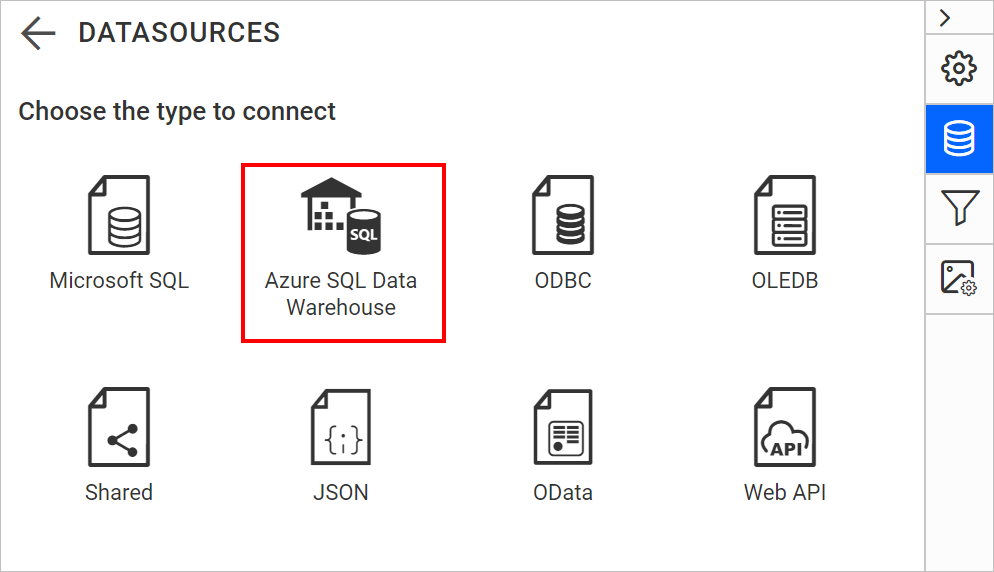 DATASOURCES
Choose the type to connect
SQL
Microsoft SQL
Azure SQL Data
Warehouse
ODBC
OLEDB
{;}
API
Shared
JSON
OData
Web API